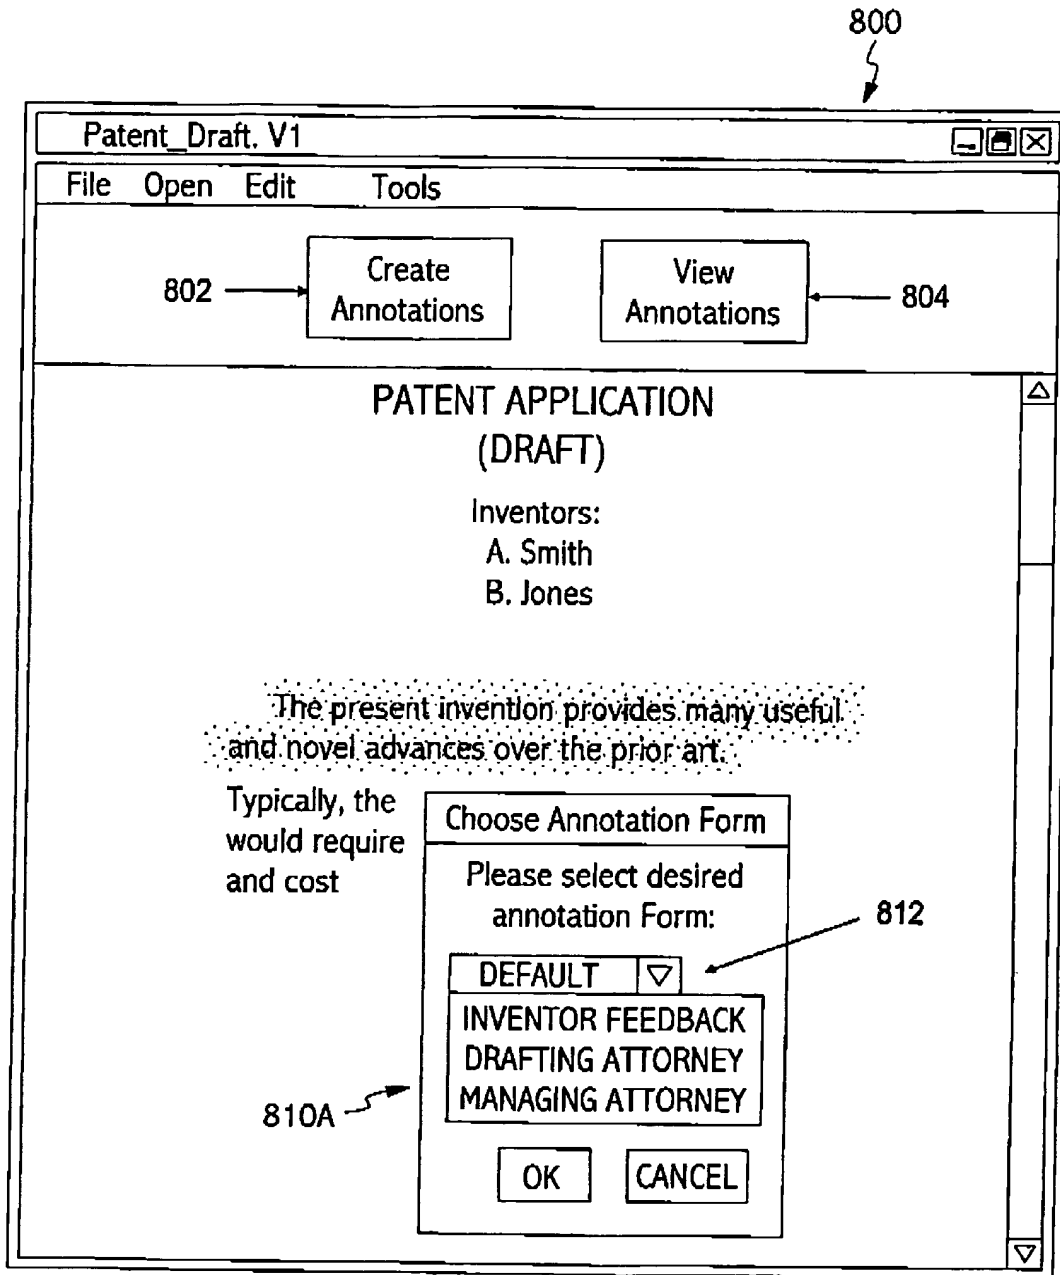 800
Patent_Draft. V1
File Open Edit Tools
802
Create
Annotations
View
Annotations
804
PATENT APPLICATION
(DRAFT)
Inventors:
A. Smith
B. Jones
The present invention provides many useful
and novel advances over the prior art.
Typically, the
would require
and cost
Choose Annotation Form
Please select desired
annotation Form:
812
DEFAULT
INVENTOR FEEDBACK
DRAFTING ATTORNEY
MANAGING ATTORNEY
810A
OK CANCEL